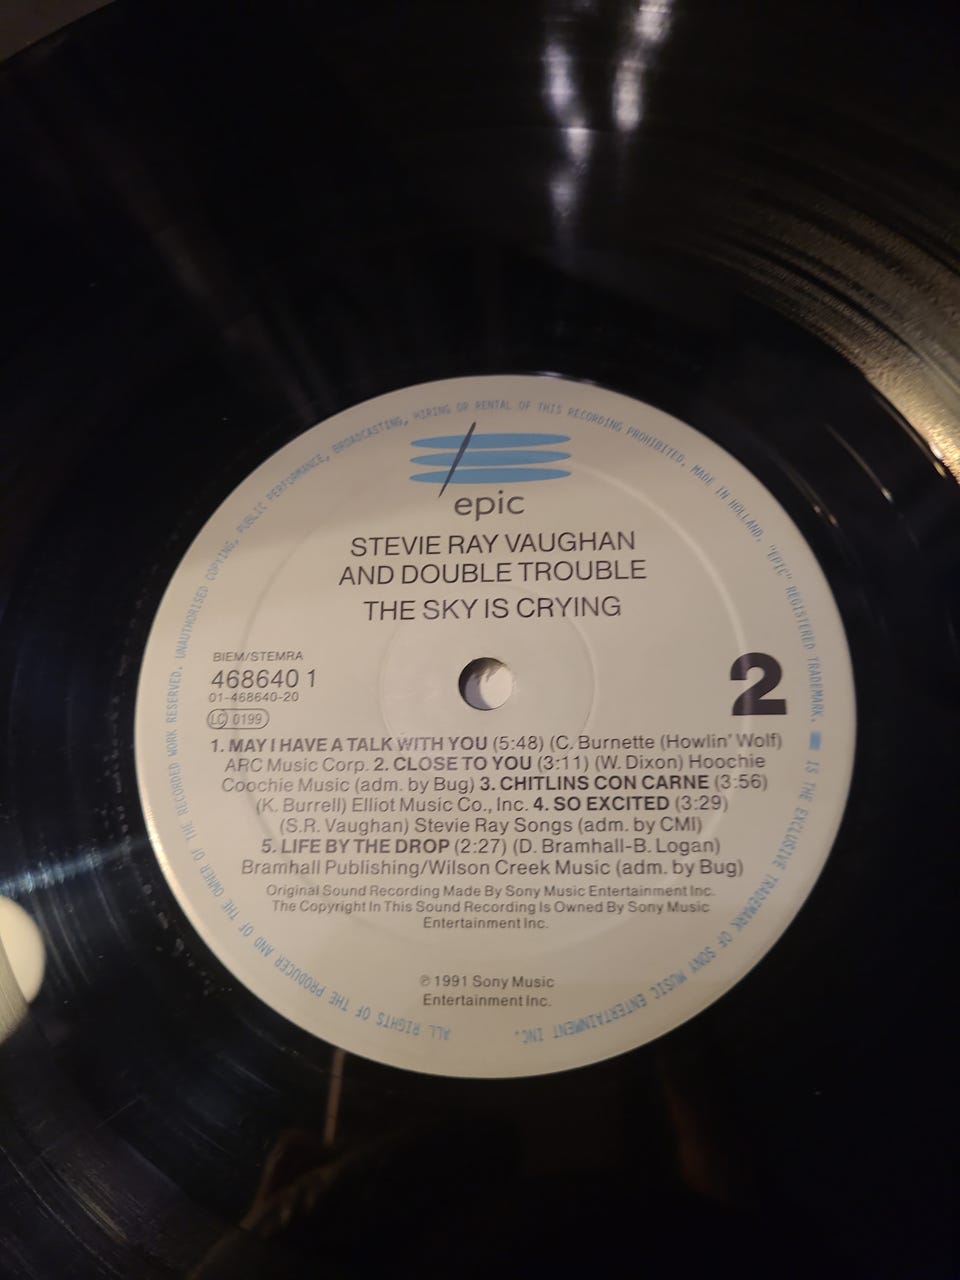 epic
STEVIE RAY VAUGHAN
AND DOUBLE TROUBLE
THE SKY IS CRYING
BIEM/STEMRA
468640 1
01-468640-20
LC 0199
2
1. MAY I HAVE A TALK WITH YOU (5:48) (C. Burnette (Howlin' Wolf)
ARC Music Corp. 2. CLOSE TO YOU (3:11) (W. Dixon) Hoochie
Coochie Music (adm. by Bug) 3. CHITLINS CON CARNE (3:56)
(K. Burrell) Elliot Music Co., Inc. 4. SO EXCITED (3:29)
(S.R. Vaughan) Stevie Ray Songs (adm. by CMI)
5. LIFE BY THE DROP (2:27) (D. Bramhall-B. Logan)
Bramhall Publishing/Wilson Creek Music (adm. by Bug)
Original Sound Recording Made By Sony Music Entertainment Inc.
The Copyright In This Sound Recording Is Owned By Sony Music
Entertainment Inc.
℗ 1991 Sony Music
Entertainment Inc.
ALL RIGHTS OF THE PRODUCER AND OF THE OWNER OF THE RECORDED WORK RESERVED. UNAUTHORISED COPYING, PUBLIC PERFORMANCE, BROADCASTING, HIRING OR RENTAL OF THIS RECORDING PROHIBITED. MADE IN HOLLAND. "EPIC" REGISTERED TRADEMARK. IS THE EXCLUSIVE TRADEMARK OF SONY MUSIC ENTERTAINMENT INC.